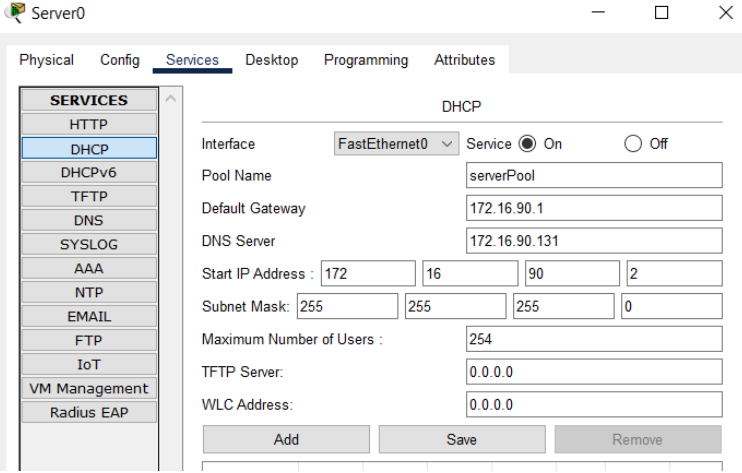 Server0
Physical Config Services Desktop Programming Attributes
SERVICES
HTTP
DHCP
DHCPv6
TFTP
DNS
SYSLOG
AAA
NTP
EMAIL
FTP
IoT
VM Management
Radius EAP
DHCP
Interface FastEthernet0 Service On Off
Pool Name serverPool
Default Gateway 172.16.90.1
DNS Server 172.16.90.131
Start IP Address : 172 16 90 2
Subnet Mask: 255 255 255 0
Maximum Number of Users : 254
TFTP Server: 0.0.0.0
WLC Address: 0.0.0.0
Add Save Remove